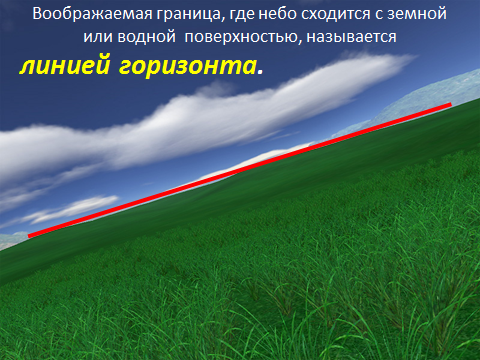 Воображаемая граница, где небо сходится с земной
или водной поверхностью, называется
линией горизонта.